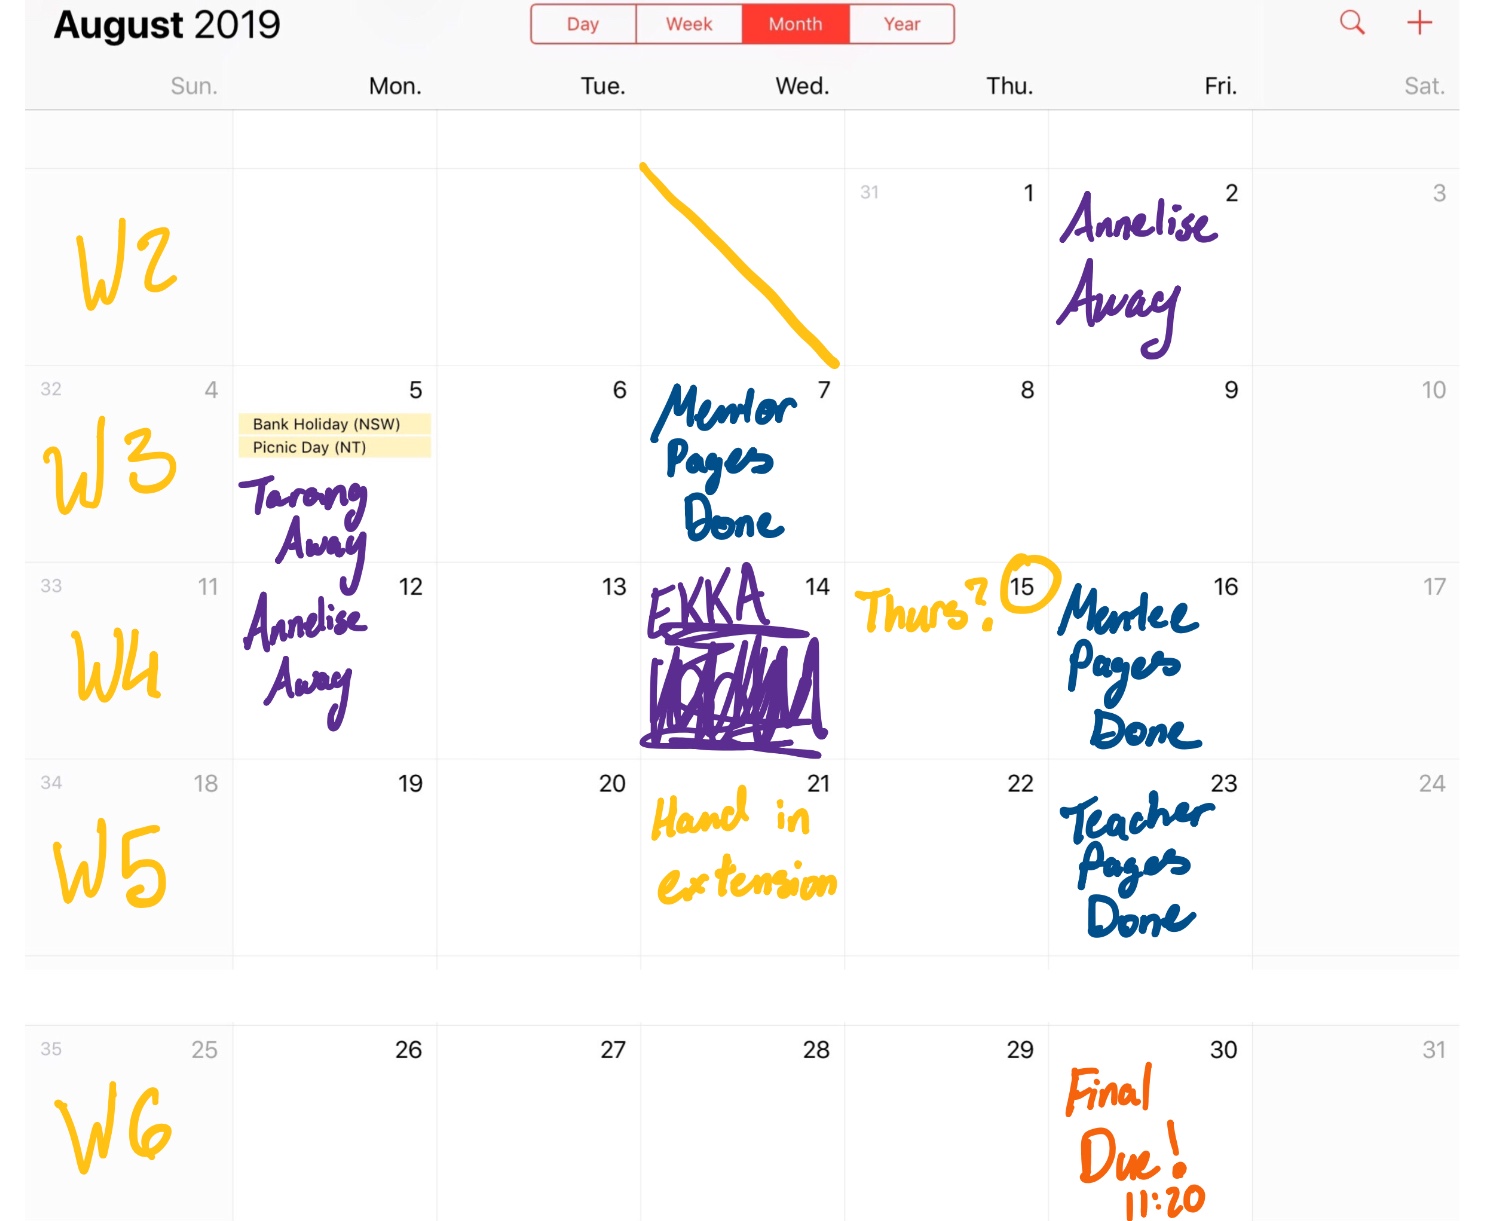 August 2019
Day Week Month Year
Sun. Mon. Tue. Wed. Thu. Fri. Sat.
W2
31 1
2
Annelise
Away
3
32 4
W3
5
Bank Holiday (NSW)
Picnic Day (NT)
Tarang
Away
6
7
Mentor
Pages
Done
8
9
10
33 11
W4
12
Annelise
Away
13
14
EKKA
Thurs? 15
16
Mentee
Pages
Done
17
34 18
W5
19
20
21
Hand in
extension
22
23
Teacher
Pages
Done
24
35 25
W6
26
27
28
29
30
Final
Due!
11:20
31